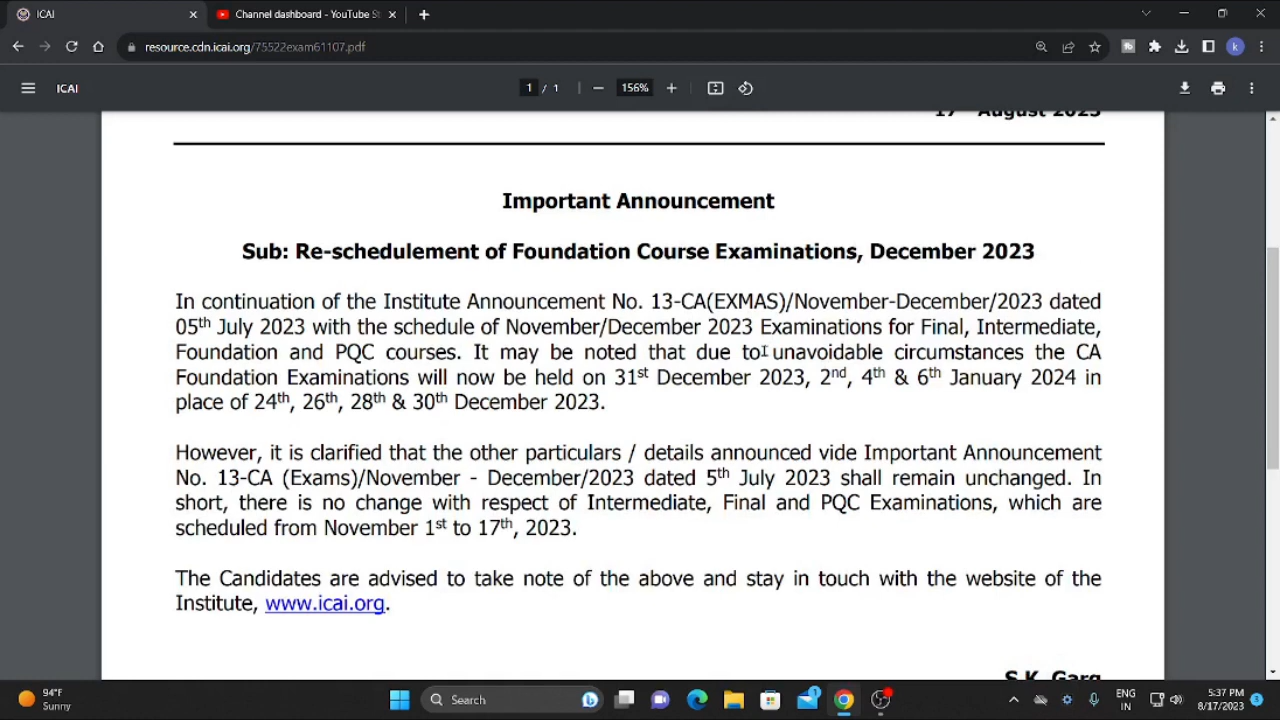 ICAI
Channel dashboard - YouTube St
resource.cdn.icai.org/75522exam61107.pdf
k
ICAI
1 / 1
156%
17 August 2023
Important Announcement
Sub: Re-schedulement of Foundation Course Examinations, December 2023
In continuation of the Institute Announcement No. 13-CA(EXMAS)/November-December/2023 dated
05th July 2023 with the schedule of November/December 2023 Examinations for Final, Intermediate,
Foundation and PQC courses. It may be noted that due to unavoidable circumstances the CA
Foundation Examinations will now be held on 31st December 2023, 2nd, 4th & 6th January 2024 in
place of 24th, 26th, 28th & 30th December 2023.
However, it is clarified that the other particulars / details announced vide Important Announcement
No. 13-CA (Exams)/November - December/2023 dated 5th July 2023 shall remain unchanged. In
short, there is no change with respect of Intermediate, Final and PQC Examinations, which are
scheduled from November 1st to 17th, 2023.
The Candidates are advised to take note of the above and stay in touch with the website of the
Institute, www.icai.org.
S.K. Garg
94°F
Sunny
Search
1
ENG
IN
5:37 PM
8/17/2023
3